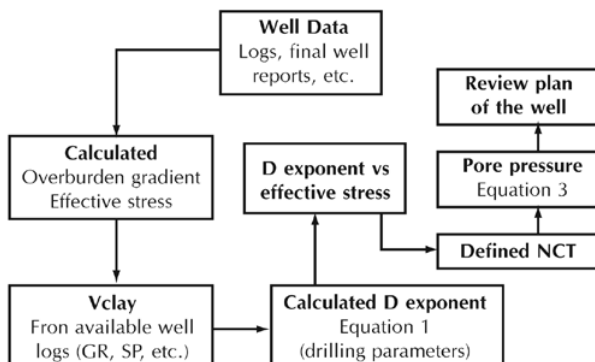 Well Data
Logs, final well
reports, etc.
Calculated
Overburden gradient
Effective stress
Vclay
Fron available well
logs (GR, SP, etc.)
Calculated D exponent
Equation 1
(drilling parameters)
D exponent vs
effective stress
Defined NCT
Pore pressure
Equation 3
Review plan
of the well